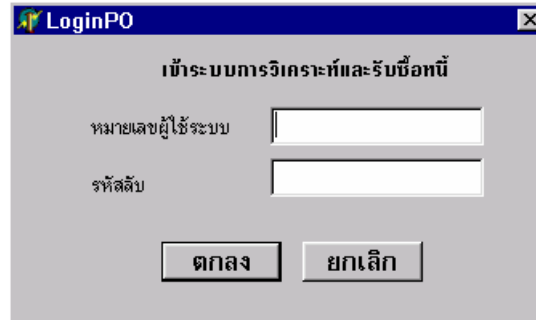 LoginPO
เข้าระบบการวิเคราะห์และรับซื้อหนี้
หมายเลขผู้ใช้ระบบ
รหัสลับ
ตกลง ยกเลิก